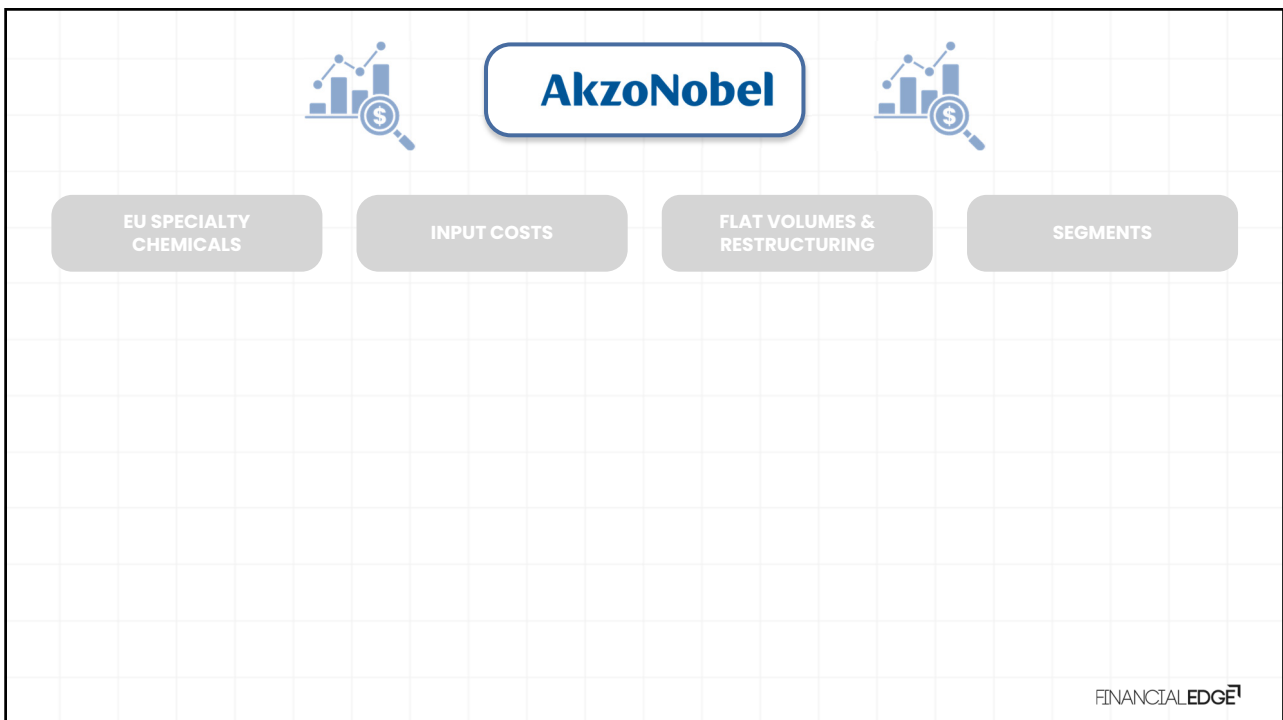 AkzoNobel
$
$
EU SPECIALTY
CHEMICALS
INPUT COSTS
FLAT VOLUMES &
RESTRUCTURING
SEGMENTS
FINANCIALEDGE